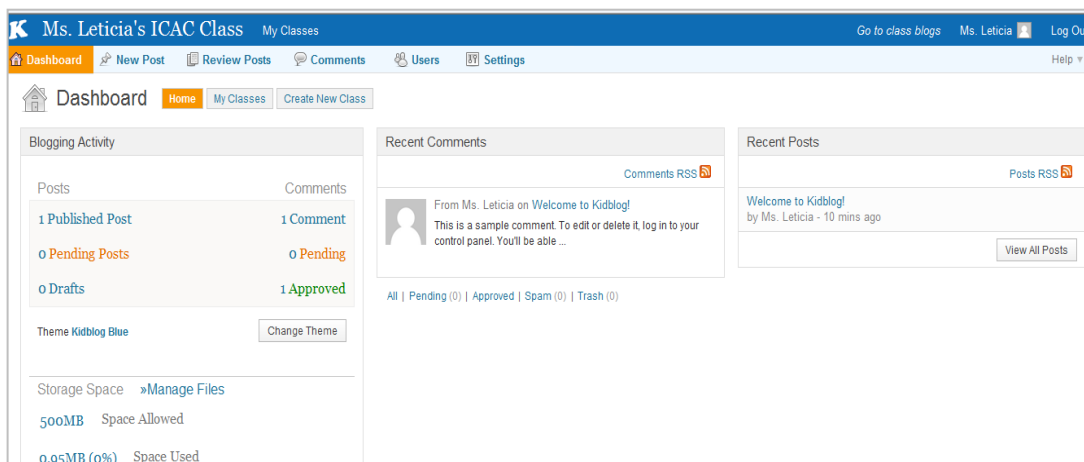 K Ms. Leticia's ICAC Class My Classes Go to class blogs Ms. Leticia Log Ou
Dashboard New Post Review Posts Comments Users Settings Help
Dashboard Home My Classes Create New Class
Blogging Activity
Posts Comments
1 Published Post 1 Comment
0 Pending Posts 0 Pending
0 Drafts 1 Approved
Theme Kidblog Blue Change Theme
Storage Space »Manage Files
500MB Space Allowed
0.95MB (0%) Space Used
Recent Comments
Comments RSS
From Ms. Leticia on Welcome to Kidblog!
This is a sample comment. To edit or delete it, log in to your
control panel. You'll be able ...
All | Pending (0) | Approved | Spam (0) | Trash (0)
Recent Posts
Posts RSS
Welcome to Kidblog!
by Ms. Leticia - 10 mins ago
View All Posts